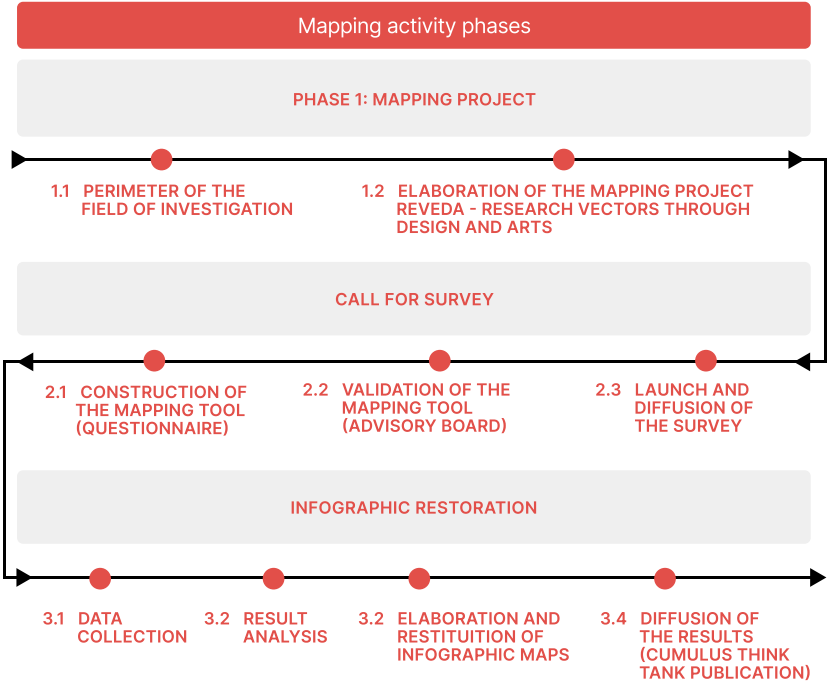 Mapping activity phases
PHASE 1: MAPPING PROJECT
1.1 PERIMETER OF THE
FIELD OF INVESTIGATION
1.2 ELABORATION OF THE MAPPING PROJECT
REVEDA - RESEARCH VECTORS THROUGH
DESIGN AND ARTS
CALL FOR SURVEY
2.1 CONSTRUCTION OF
THE MAPPING TOOL
(QUESTIONNAIRE)
2.2 VALIDATION OF THE
MAPPING TOOL
(ADVISORY BOARD)
2.3 LAUNCH AND
DIFFUSION OF
THE SURVEY
INFOGRAPHIC RESTORATION
3.1 DATA
COLLECTION
3.2 RESULT
ANALYSIS
3.2 ELABORATION AND
RESTITUITION OF
INFOGRAPHIC MAPS
3.4 DIFFUSION OF
THE RESULTS
(CUMULUS THINK
TANK PUBLICATION)